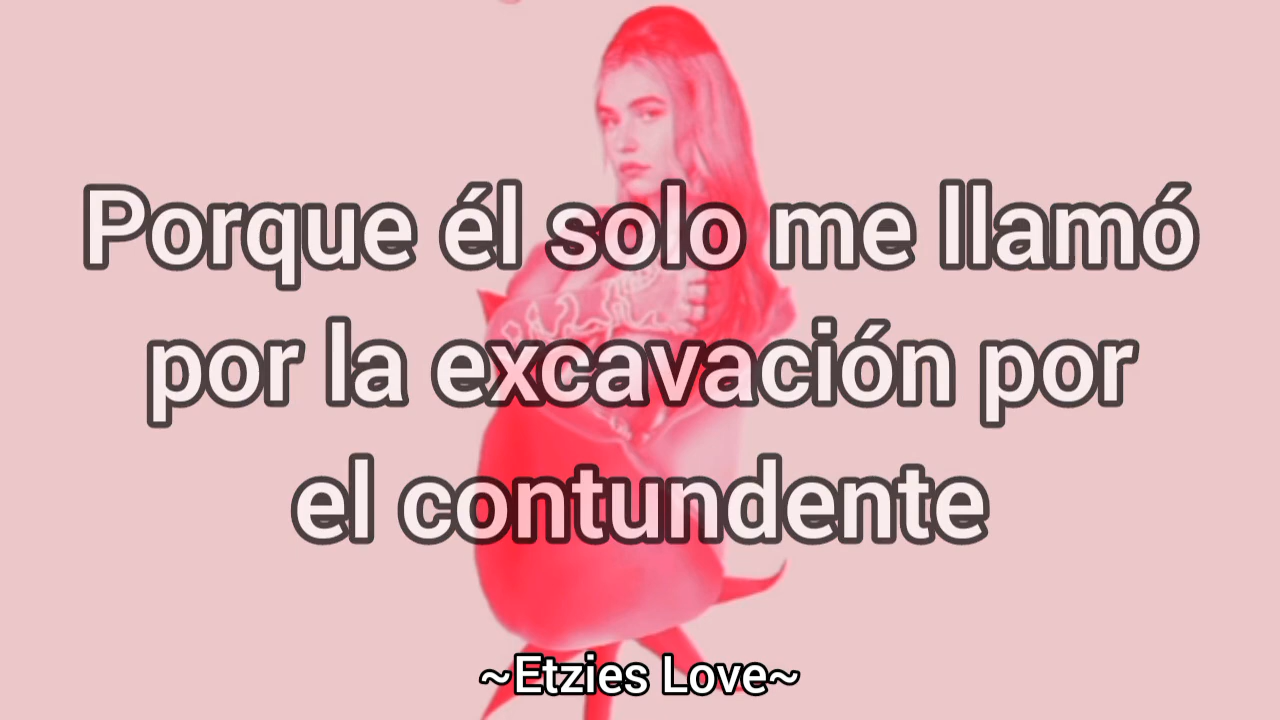 Porque él solo me llamó
por la excavación por
el contundente
~Etzies Love~